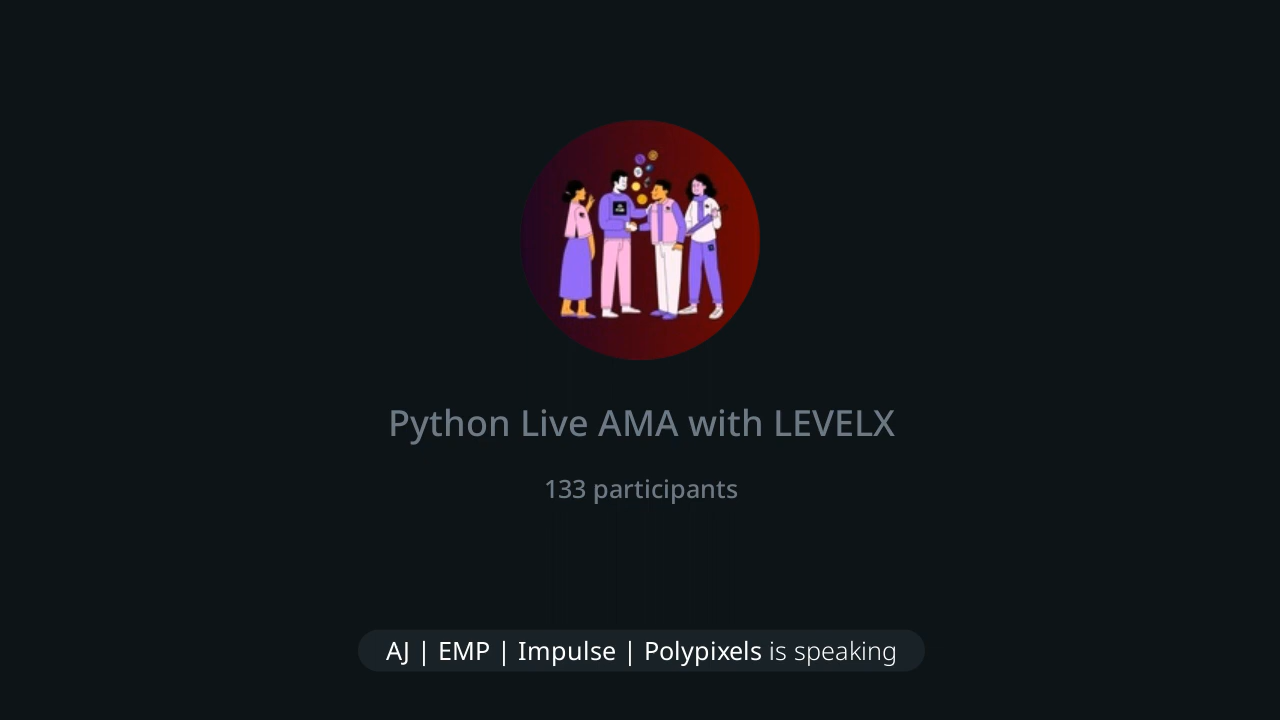 Python Live AMA with LEVELX
133 participants
AJ | EMP | Impulse | Polypixels is speaking